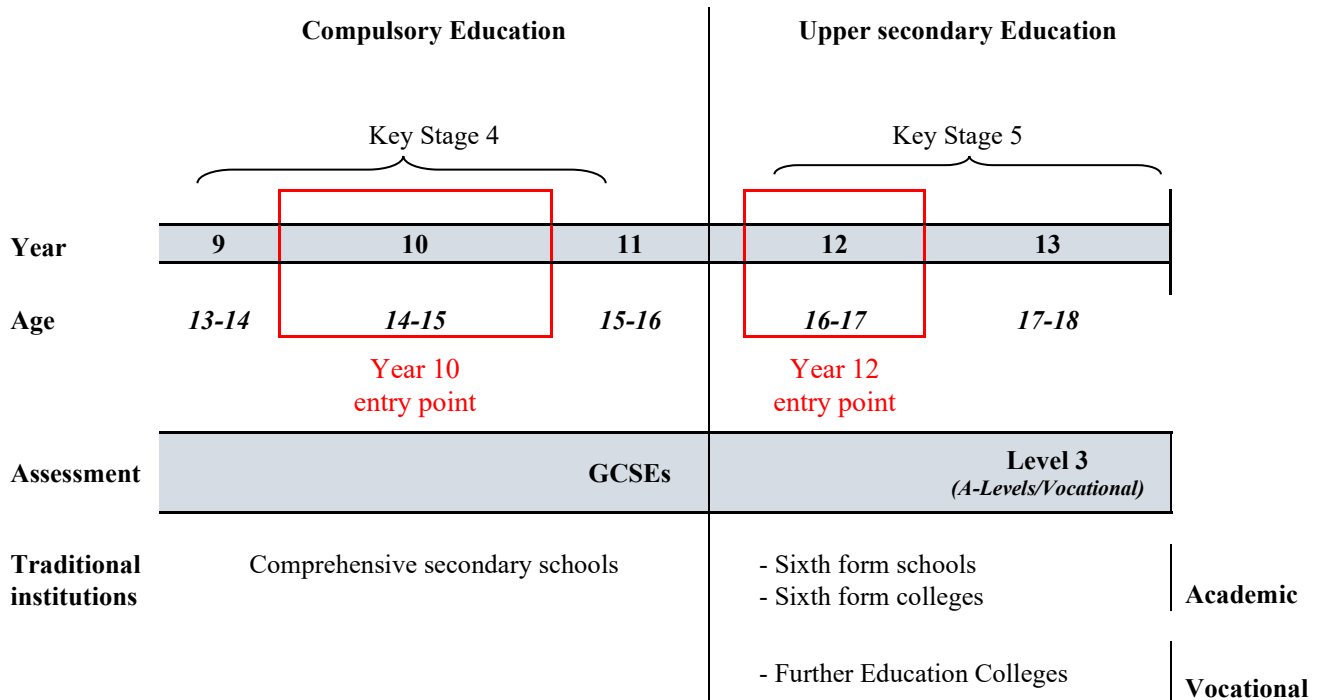 Compulsory Education
Upper secondary Education
Key Stage 4
Key Stage 5
Year 9 10 11 12 13
Age 13-14 14-15 15-16 16-17 17-18
Year 10
entry point
Year 12
entry point
Assessment GCSEs
Level 3
(A-Levels/Vocational)
Traditional
institutions
Comprehensive secondary schools
- Sixth form schools
- Sixth form colleges
Academic
- Further Education Colleges
Vocational